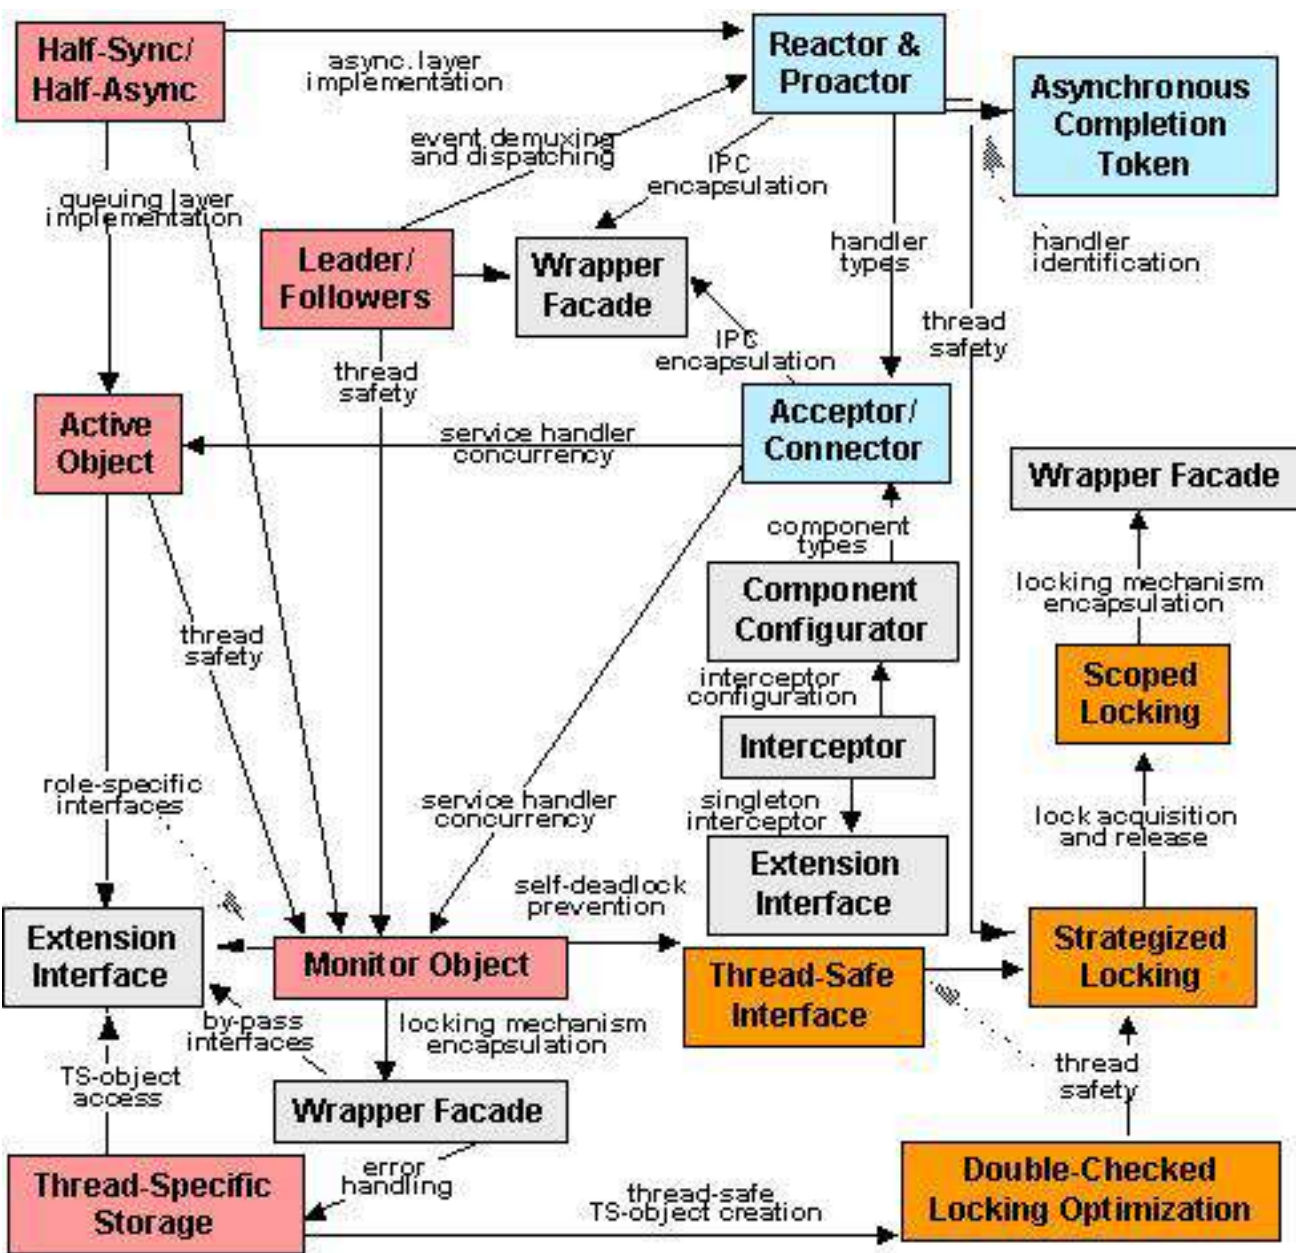 Half-Sync/
Half-Async
async. layer
implementation
Reactor &
Proactor
Asynchronous
Completion
Token
event demuxing
and dispatching
IPC
encapsulation
queuing layer
implementation
handler
types
handler
identification
Leader/
Followers
Wrapper
Facade
thread
safety
IPC
encapsulation
thread
safety
Active
Object
service handler
concurrency
Acceptor/
Connector
Wrapper Facade
component
types
locking mechanism
encapsulation
Component
Configurator
thread
safety
interceptor
configuration
Scoped
Locking
Interceptor
role-specific
interfaces
service handler
concurrency
singleton
interceptor
lock acquisition
and release
Extension
Interface
self-deadlock
prevention
Extension
Interface
Monitor Object
Thread-Safe
Interface
Strategized
Locking
by-pass
interfaces
locking mechanism
encapsulation
TS-object
access
thread
safety
Wrapper Facade
error
handling
Thread-Specific
Storage
thread-safe
TS-object creation
Double-Checked
Locking Optimization